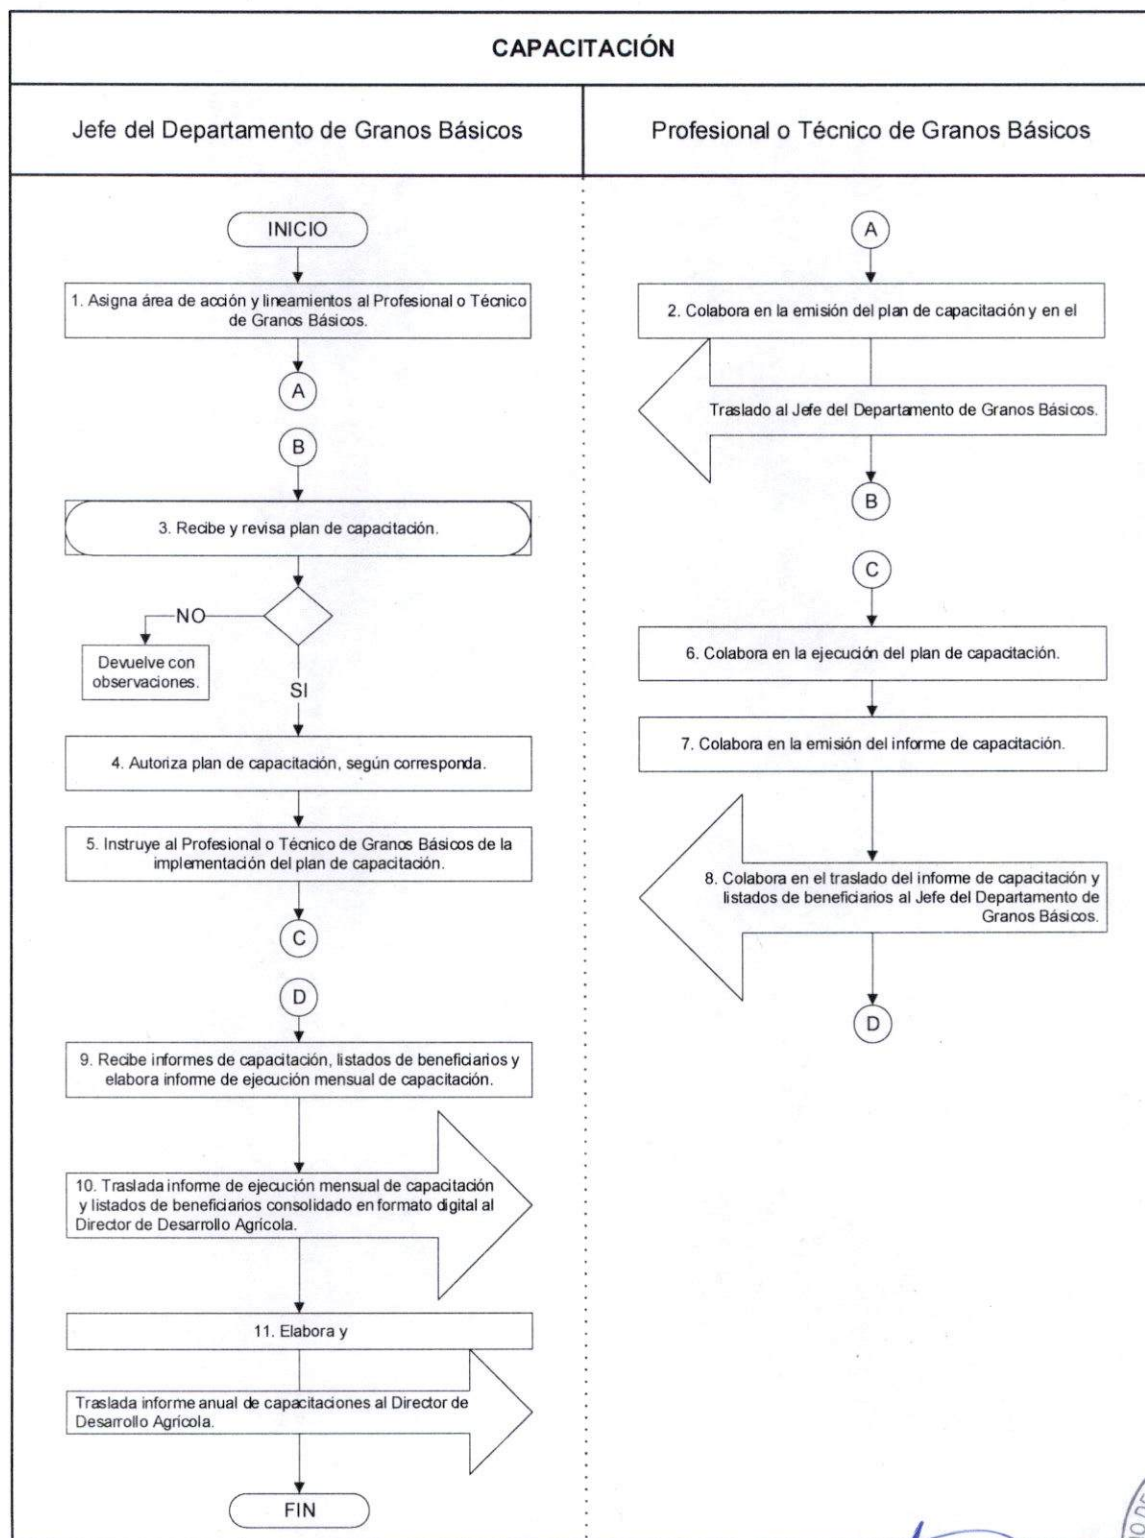 CAPACITACIÓN
Jefe del Departamento de Granos Básicos
Profesional o Técnico de Granos Básicos
INICIO
1. Asigna área de acción y lineamientos al Profesional o Técnico
de Granos Básicos.
A
B
3. Recibe y revisa plan de capacitación.
NO
Devuelve con
observaciones.
SI
4. Autoriza plan de capacitación, según corresponda.
5. Instruye al Profesional o Técnico de Granos Básicos de la
implementación del plan de capacitación.
C
D
9. Recibe informes de capacitación, listados de beneficiarios y
elabora informe de ejecución mensual de capacitación.
10. Traslada informe de ejecución mensual de capacitación
y listados de beneficiarios consolidado en formato digital al
Director de Desarrollo Agrícola.
11. Elabora y
Traslada informe anual de capacitaciones al Director de
Desarrollo Agrícola.
FIN
A
2. Colabora en la emisión del plan de capacitación y en el
Traslado al Jefe del Departamento de Granos Básicos.
B
C
6. Colabora en la ejecución del plan de capacitación.
7. Colabora en la emisión del informe de capacitación.
8. Colabora en el traslado del informe de capacitación y
listados de beneficiarios al Jefe del Departamento de
Granos Básicos.
D